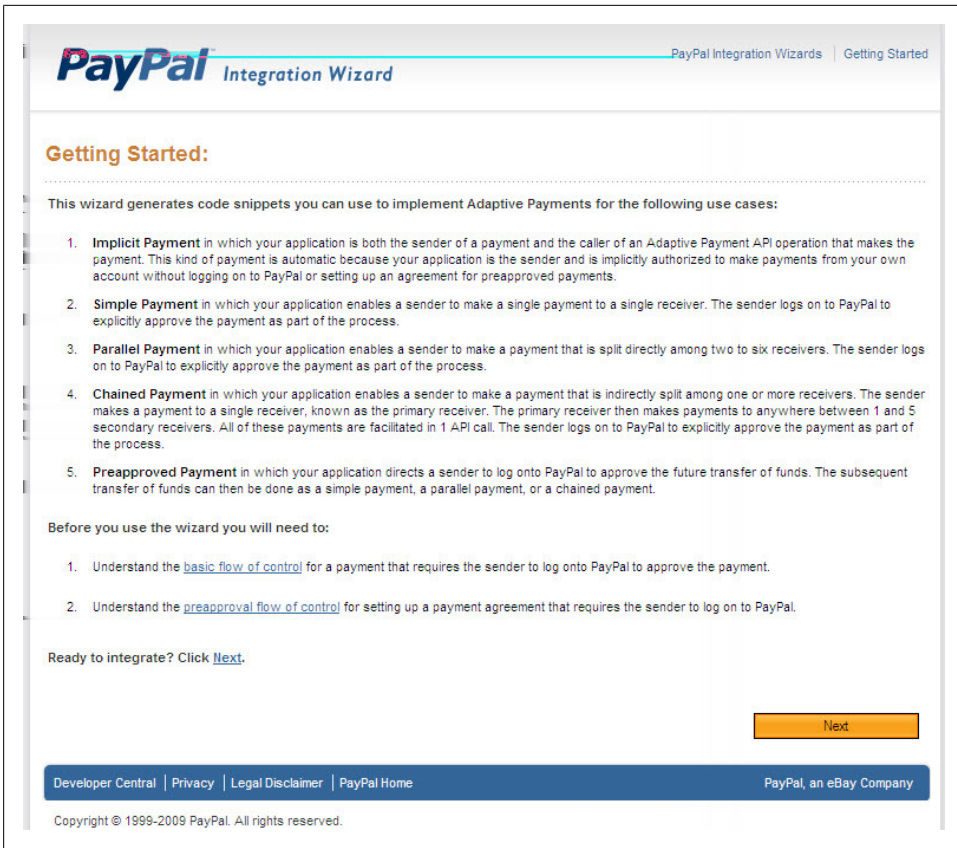 PayPal Integration Wizard
PayPal Integration Wizards | Getting Started
Getting Started:
This wizard generates code snippets you can use to implement Adaptive Payments for the following use cases:
1. Implicit Payment in which your application is both the sender of a payment and the caller of an Adaptive Payment API operation that makes the
payment. This kind of payment is automatic because your application is the sender and is implicitly authorized to make payments from your own
account without logging on to PayPal or setting up an agreement for preapproved payments.
2. Simple Payment in which your application enables a sender to make a single payment to a single receiver. The sender logs on to PayPal to
explicitly approve the payment as part of the process.
3. Parallel Payment in which your application enables a sender to make a payment that is split directly among two to six receivers. The sender logs
on to PayPal to explicitly approve the payment as part of the process.
4. Chained Payment in which your application enables a sender to make a payment that is indirectly split among one or more receivers. The sender
makes a payment to a single receiver, known as the primary receiver. The primary receiver then makes payments to anywhere between 1 and 5
secondary receivers. All of these payments are facilitated in 1 API call. The sender logs on to PayPal to explicitly approve the payment as part of
the process.
5. Preapproved Payment in which your application directs a sender to log onto PayPal to approve the future transfer of funds. The subsequent
transfer of funds can then be done as a simple payment, a parallel payment, or a chained payment.
Before you use the wizard you will need to:
1. Understand the basic flow of control for a payment that requires the sender to log onto PayPal to approve the payment.
2. Understand the preapproval flow of control for setting up a payment agreement that requires the sender to log on to PayPal.
Ready to integrate? Click Next.
Next
Developer Central | Privacy | Legal Disclaimer | PayPal Home
PayPal, an eBay Company
Copyright © 1999-2009 PayPal. All rights reserved.